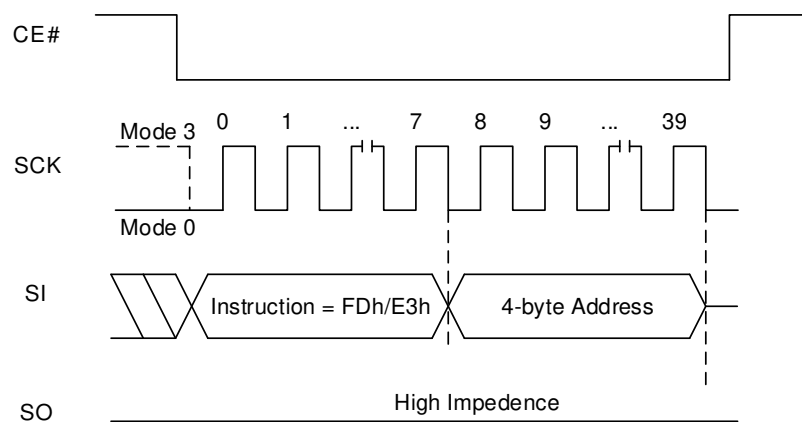 CE#
0 1 ... 7 8 9 ... 39
Mode 3
SCK
Mode 0
SI
Instruction = FDh/E3h
4-byte Address
High Impedence
SO